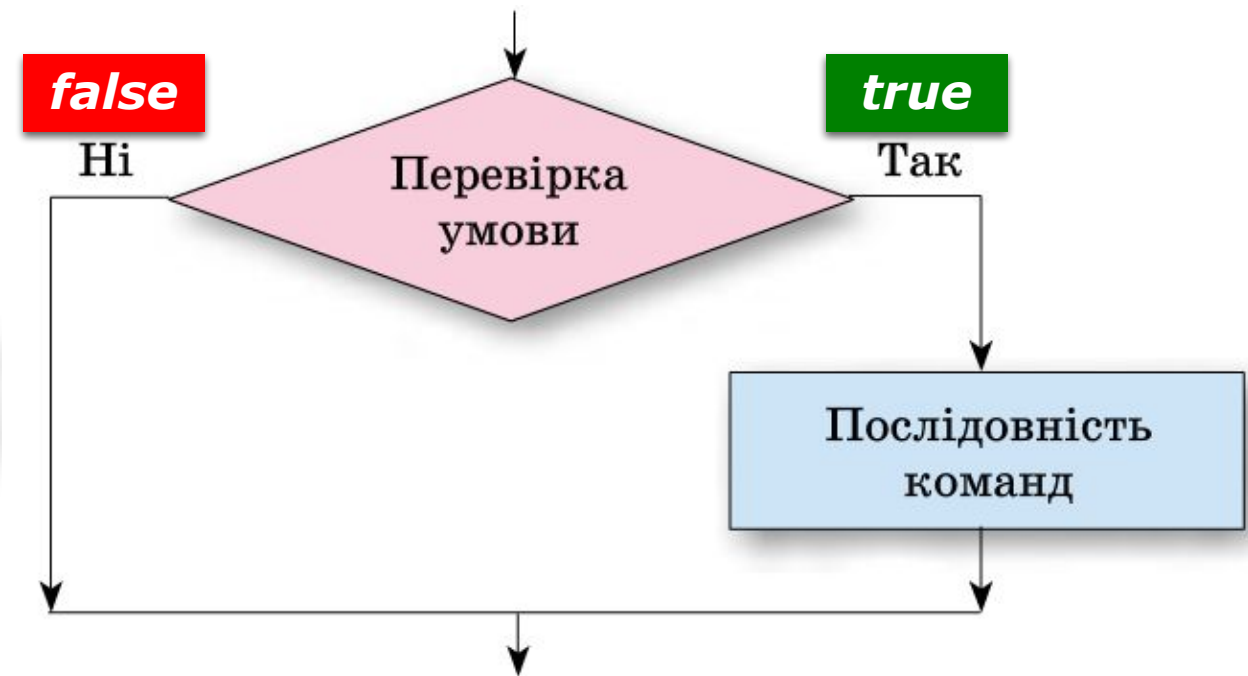 false
true
Ні
Так
Перевірка
умови
Послідовність
команд